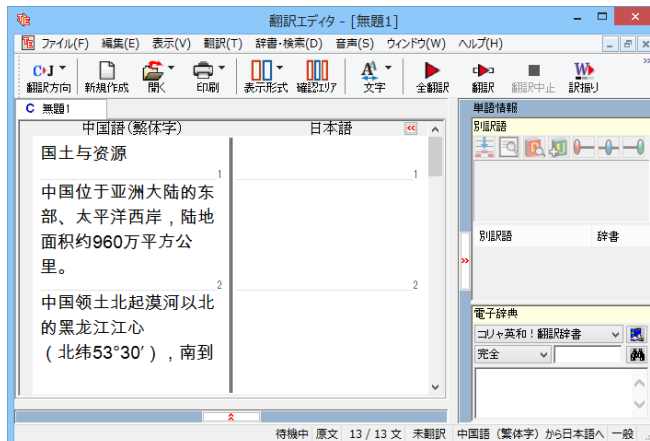 翻訳エディタ - [無題1]
ファイル(F) 編集(E) 表示(V) 翻訳(T) 辞書・検索(D) 音声(S) ウィンドウ(W) ヘルプ(H)
翻訳方向 新規作成 開く 印刷 表示形式 確認エリア 文字 全翻訳 翻訳 翻訳中止 訳振り
C 無題1
単語情報
中国語(繁体字) 日本語
別訳語
国土与资源
1 1
中国位于亚洲大陆的东
部、太平洋西岸，陆地
面积约960万平方公
里。
2 2
中国领土北起漠河以北
的黑龙江江心
（北纬53°30′），南到
別訳語 辞書
電子辞典
コリャ英和！翻訳辞書
完全
待機中 原文 13 / 13 文 未翻訳 中国語（繁体字）から日本語へ 一般